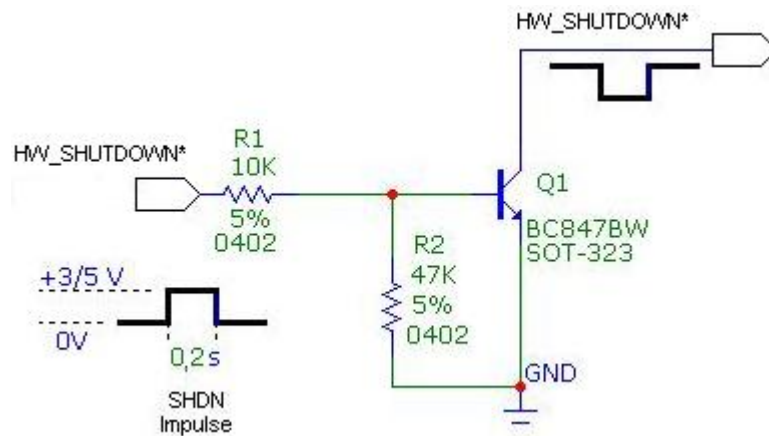 HW_SHUTDOWN*
R1
10K
HW_SHUTDOWN*
5%
0402
Q1
BC847BW
SOT-323
R2
47K
5%
0402
+3/5 V
0V
0,2s
GND
SHDN
Impulse